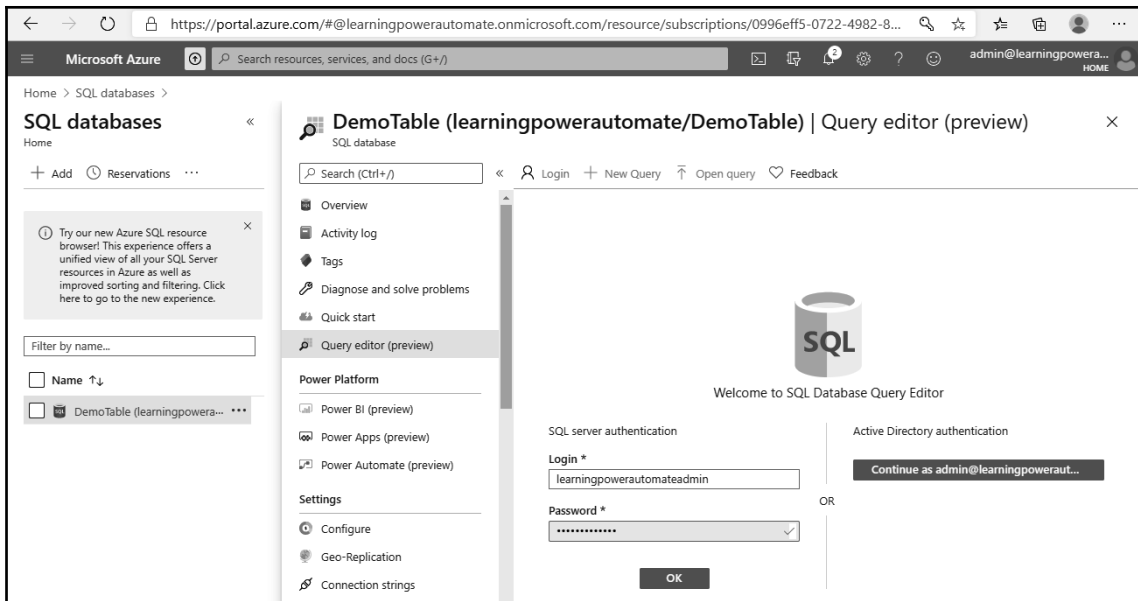 https://portal.azure.com/#@learningpowerautomate.onmicrosoft.com/resource/subscriptions/0996eff5-0722-4982-8...
Microsoft Azure
Search resources, services, and docs (G+/)
2
admin@learningpowera...
HOME
Home > SQL databases >
SQL databases
Home
Add
Reservations
Try our new Azure SQL resource
browser! This experience offers a
unified view of all your SQL Server
resources in Azure as well as
improved sorting and filtering. Click
here to go to the new experience.
Filter by name...
Name ↑↓
DemoTable (learningpowera...
DemoTable (learningpowerautomate/DemoTable) | Query editor (preview)
SQL database
Search (Ctrl+/)
Overview
Activity log
Tags
Diagnose and solve problems
Quick start
Query editor (preview)
Power Platform
Power BI (preview)
Power Apps (preview)
Power Automate (preview)
Settings
Configure
Geo-Replication
Connection strings
Login
New Query
Open query
Feedback
SQL
Welcome to SQL Database Query Editor
SQL server authentication
Login *
learningpowerautomateadmin
Password *
•••••••••••••
OK
OR
Active Directory authentication
Continue as admin@learningpoweraut...